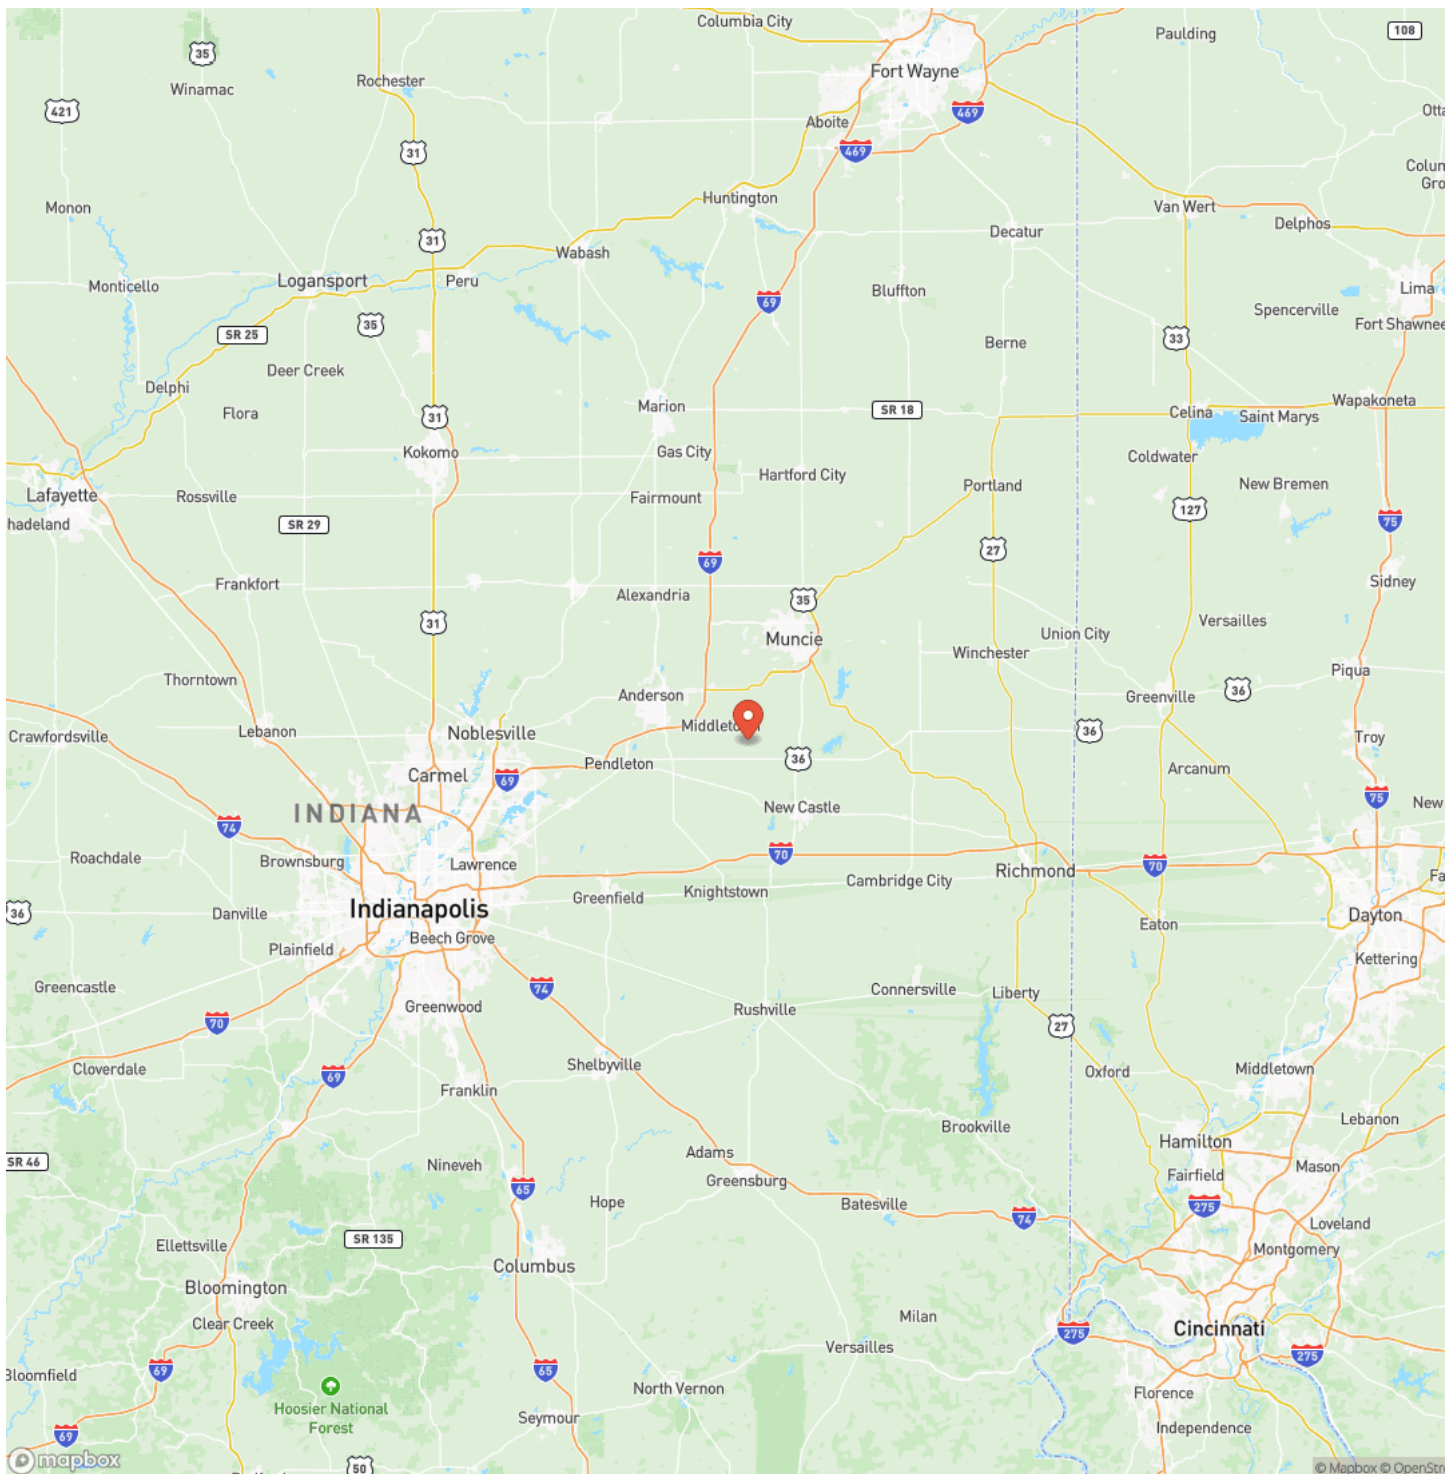 Columbia City
Paulding
108
35
Winamac
Rochester
Fort Wayne
421
469
Aboite
31
469
Huntington
Monon
Van Wert
Delphos
Decatur
31
Wabash
Logansport
Peru
Monticello
69
Bluffton
Lima
Spencerville
35
SR 25
33
Berne
Deer Creek
Delphi
Marion
SR 18
Wapakoneta
Flora
31
Celina
Saint Marys
Kokomo
Gas City
Coldwater
Hartford City
Lafayette
Rossville
Fairmount
Portland
New Bremen
hadeland
SR 29
127
75
27
69
Frankfort
Sidney
Alexandria
35
31
Versailles
Muncie
Union City
Winchester
Piqua
Thorntown
Anderson
36
Greenville
Lebanon
Noblesville
36
Crawfordsville
Troy
Pendleton
36
Carmel
69
Arcanum
INDIANA
New Castle
75
New
74
70
Roachdale
Brownsburg
Lawrence
70
Richmond
Knightstown
Cambridge City
36
Danville
Indianapolis
Greenfield
Dayton
Plainfield
Beech Grove
Eaton
Kettering
Greencastle
74
Connersville
Liberty
Greenwood
Rushville
70
27
Cloverdale
Shelbyville
Oxford
Middletown
69
Franklin
Lebanon
Brookville
Hamilton
SR 46
Nineveh
Adams
Mason
Greensburg
Fairfield
65
Hope
Batesville
275
74
Loveland
Ellettsville
SR 135
Montgomery
Columbus
Bloomington
Milan
Clear Creek
275
Cincinnati
Versailles
275
69
65
Bloomfield
North Vernon
Florence
Hoosier National
Forest
Seymour
Independence
69
mapbox
50
© Mapbox © OpenStre